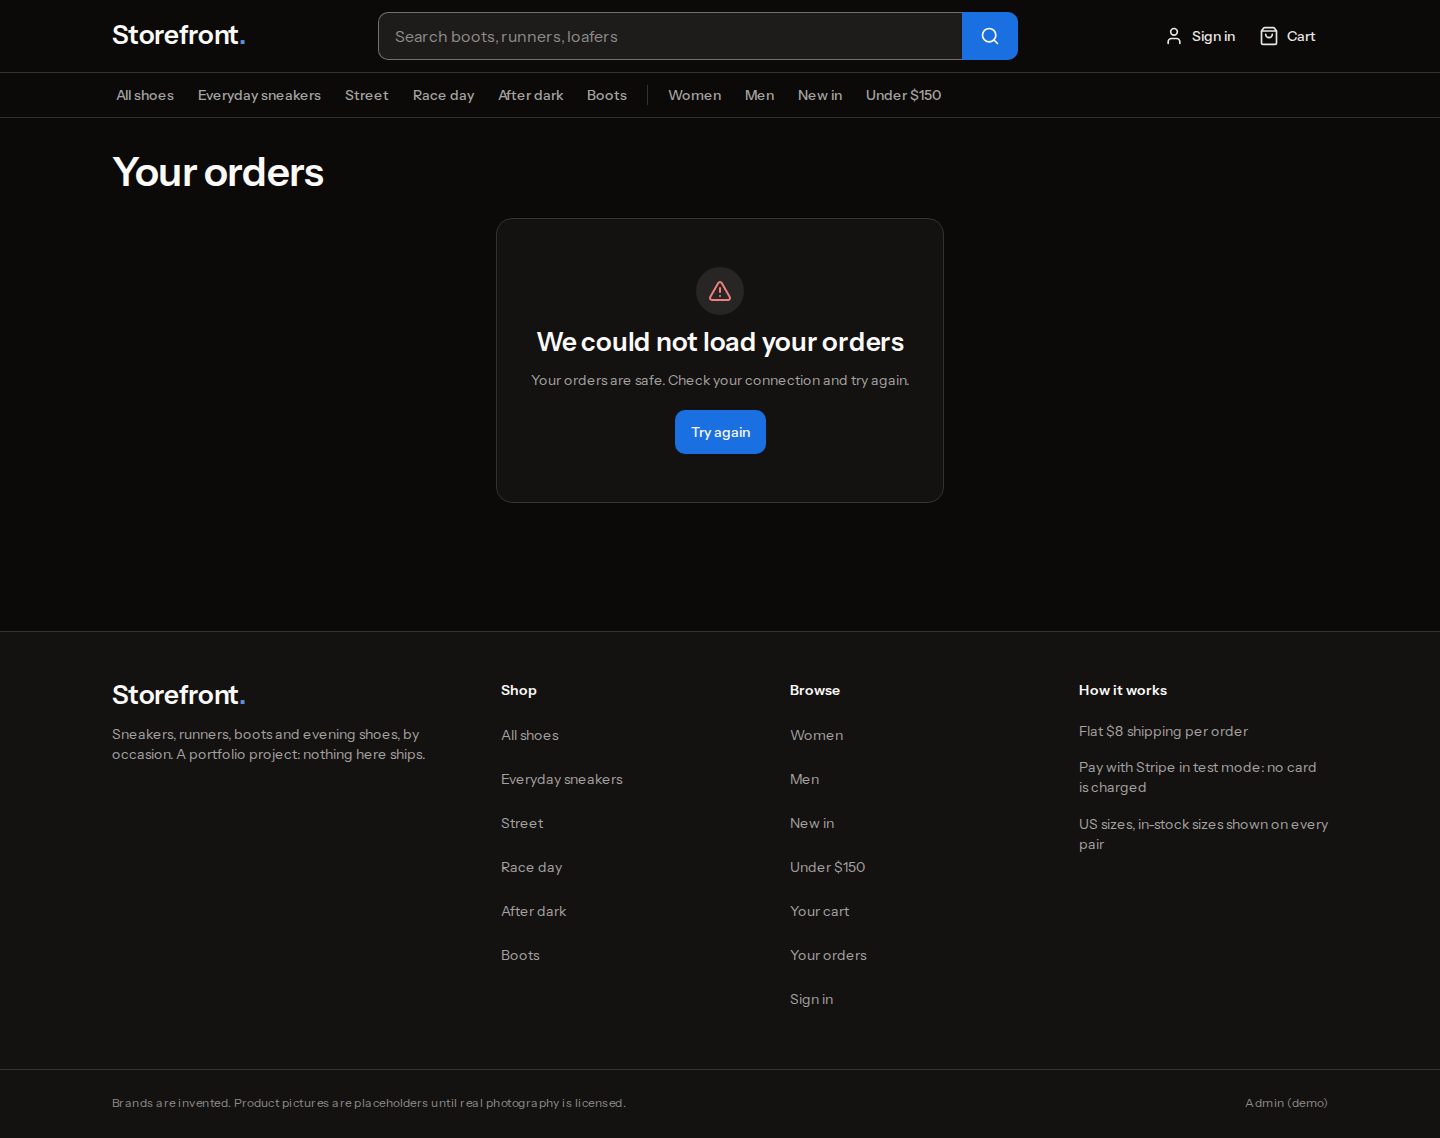 Storefront.
Search boots, runners, loafers
Sign in
Cart
All shoes
Everyday sneakers
Street
Race day
After dark
Boots
Women
Men
New in
Under $150
Your orders
We could not load your orders
Your orders are safe. Check your connection and try again.
Try again
Storefront.
Sneakers, runners, boots and evening shoes, by
occasion. A portfolio project: nothing here ships.
Shop
All shoes
Everyday sneakers
Street
Race day
After dark
Boots
Browse
Women
Men
New in
Under $150
Your cart
Your orders
Sign in
How it works
Flat $8 shipping per order
Pay with Stripe in test mode: no card
is charged
US sizes, in-stock sizes shown on every
pair
Brands are invented. Product pictures are placeholders until real photography is licensed.
Admin (demo)